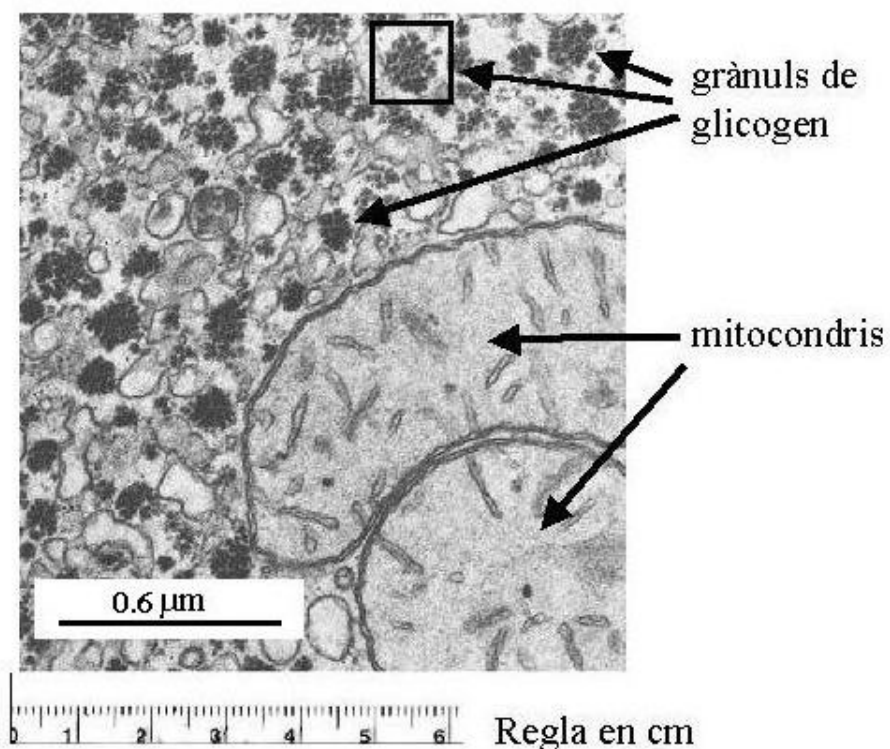 grànuls de
glicogen
mitocondris
0.6 μm
0 1 2 3 4 5 6
Regla en cm